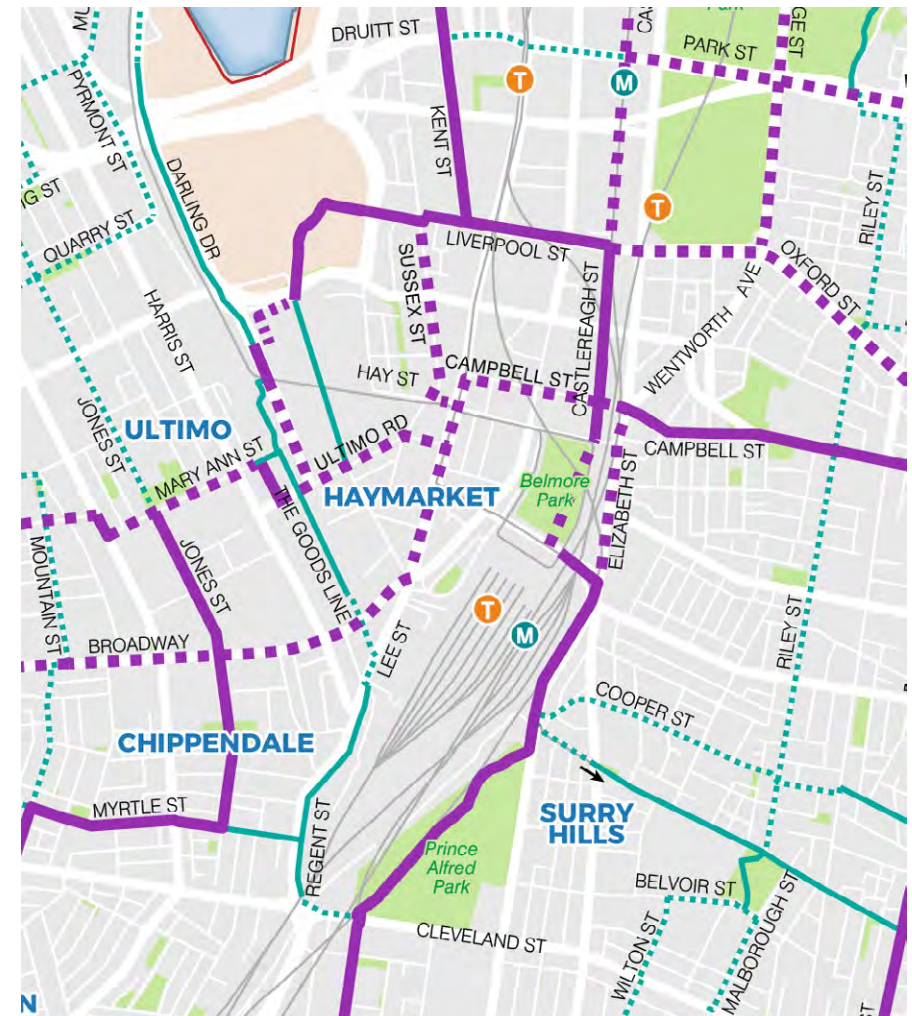 Park
DRUITT ST
PARK ST
T
M
PYRMONT ST
KENT ST
DARLING DR
T
QUARRY ST
RILEY ST
LIVERPOOL ST
SUSSEX ST
OXFORD ST
HARRIS ST
CASTLEREAGH ST
WENTWORTH AVE
HAY ST
CAMPBELL ST
JONES ST
ULTIMO
ULTIMO RD
CAMPBELL ST
MARY ANN ST
HAYMARKET
Belmore
Park
ELIZABETH ST
THE GOODS LINE
MOUNTAIN ST
JONES ST
T
M
BROADWAY
LEE ST
RILEY ST
COOPER ST
CHIPPENDALE
MYRTLE ST
SURRY
HILLS
REGENT ST
Prince
Alfred
Park
BELVOIR ST
MALBOROUGH ST
CLEVELAND ST
WILTON ST